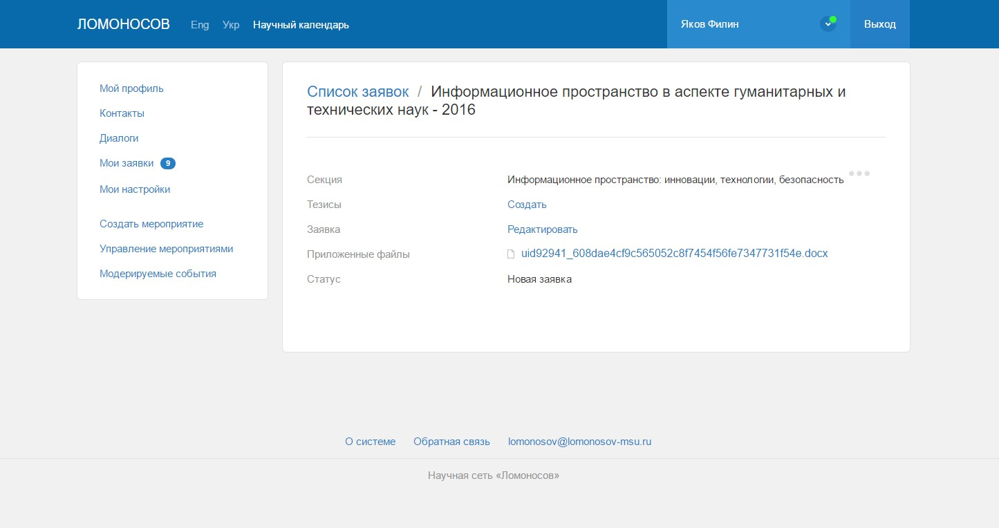 ЛОМОНОСОВ Eng Укр Научный календарь Яков Филин Выход
Мой профиль
Контакты
Диалоги
Мои заявки 9
Мои настройки
Создать мероприятие
Управление мероприятиями
Модерируемые события
Список заявок / Информационное пространство в аспекте гуманитарных и
технических наук - 2016
Секция Информационное пространство: инновации, технологии, безопасность
Тезисы Создать
Заявка Редактировать
Приложенные файлы uid92941_608dae4cf9c565052c8f7454f56fe7347731f54e.docx
Статус Новая заявка
О системе Обратная связь lomonosov@lomonosov-msu.ru
Научная сеть «Ломоносов»